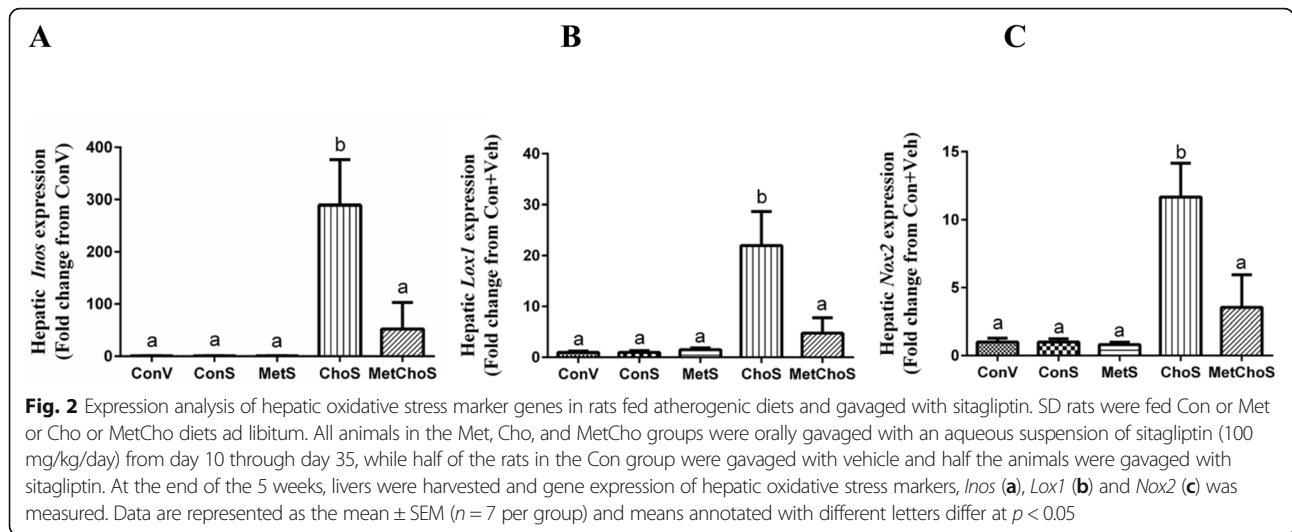 A B C
Hepatic Inos expression
(Fold change from ConV)
400
300
200
100
0
a a a b a
ConV ConS MetS ChoS MetChoS
Hepatic Lox1 expression
(Fold change from Con+Veh)
40
30
20
10
0
a a a b a
ConV ConS MetS ChoS MetChoS
Hepatic Nox2 expression
(Fold change from Con+Veh)
15
10
5
0
a a a b a
ConV ConS MetS ChoS MetChoS
Fig. 2 Expression analysis of hepatic oxidative stress marker genes in rats fed atherogenic diets and gavaged with sitagliptin. SD rats were fed Con or Met
or Cho or MetCho diets ad libitum. All animals in the Met, Cho, and MetCho groups were orally gavaged with an aqueous suspension of sitagliptin (100
mg/kg/day) from day 10 through day 35, while half of the rats in the Con group were gavaged with vehicle and half the animals were gavaged with
sitagliptin. At the end of the 5 weeks, livers were harvested and gene expression of hepatic oxidative stress markers, Inos (a), Lox1 (b) and Nox2 (c) was
measured. Data are represented as the mean ± SEM (n = 7 per group) and means annotated with different letters differ at p < 0.05